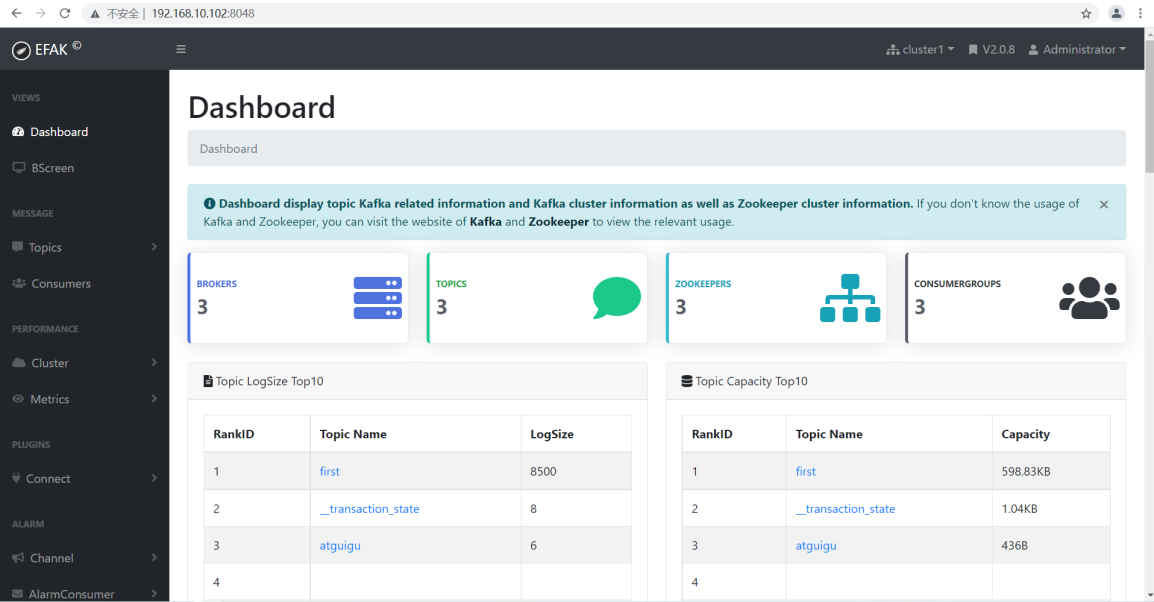 不安全 | 192.168.10.102:8048
EFAK ©
cluster1 V2.0.8 Administrator
VIEWS
Dashboard
BScreen
MESSAGE
Topics
Consumers
PERFORMANCE
Cluster
Metrics
PLUGINS
Connect
ALARM
Channel
AlarmConsumer
Dashboard
Dashboard
Dashboard display topic Kafka related information and Kafka cluster information as well as Zookeeper cluster information. If you don't know the usage of
Kafka and Zookeeper, you can visit the website of Kafka and Zookeeper to view the relevant usage.
BROKERS
3
TOPICS
3
ZOOKEEPERS
3
CONSUMERGROUPS
3
Topic LogSize Top10
RankID Topic Name LogSize
1 first 8500
2 __transaction_state 8
3 atguigu 6
4
Topic Capacity Top10
RankID Topic Name Capacity
1 first 598.83KB
2 __transaction_state 1.04KB
3 atguigu 436B
4